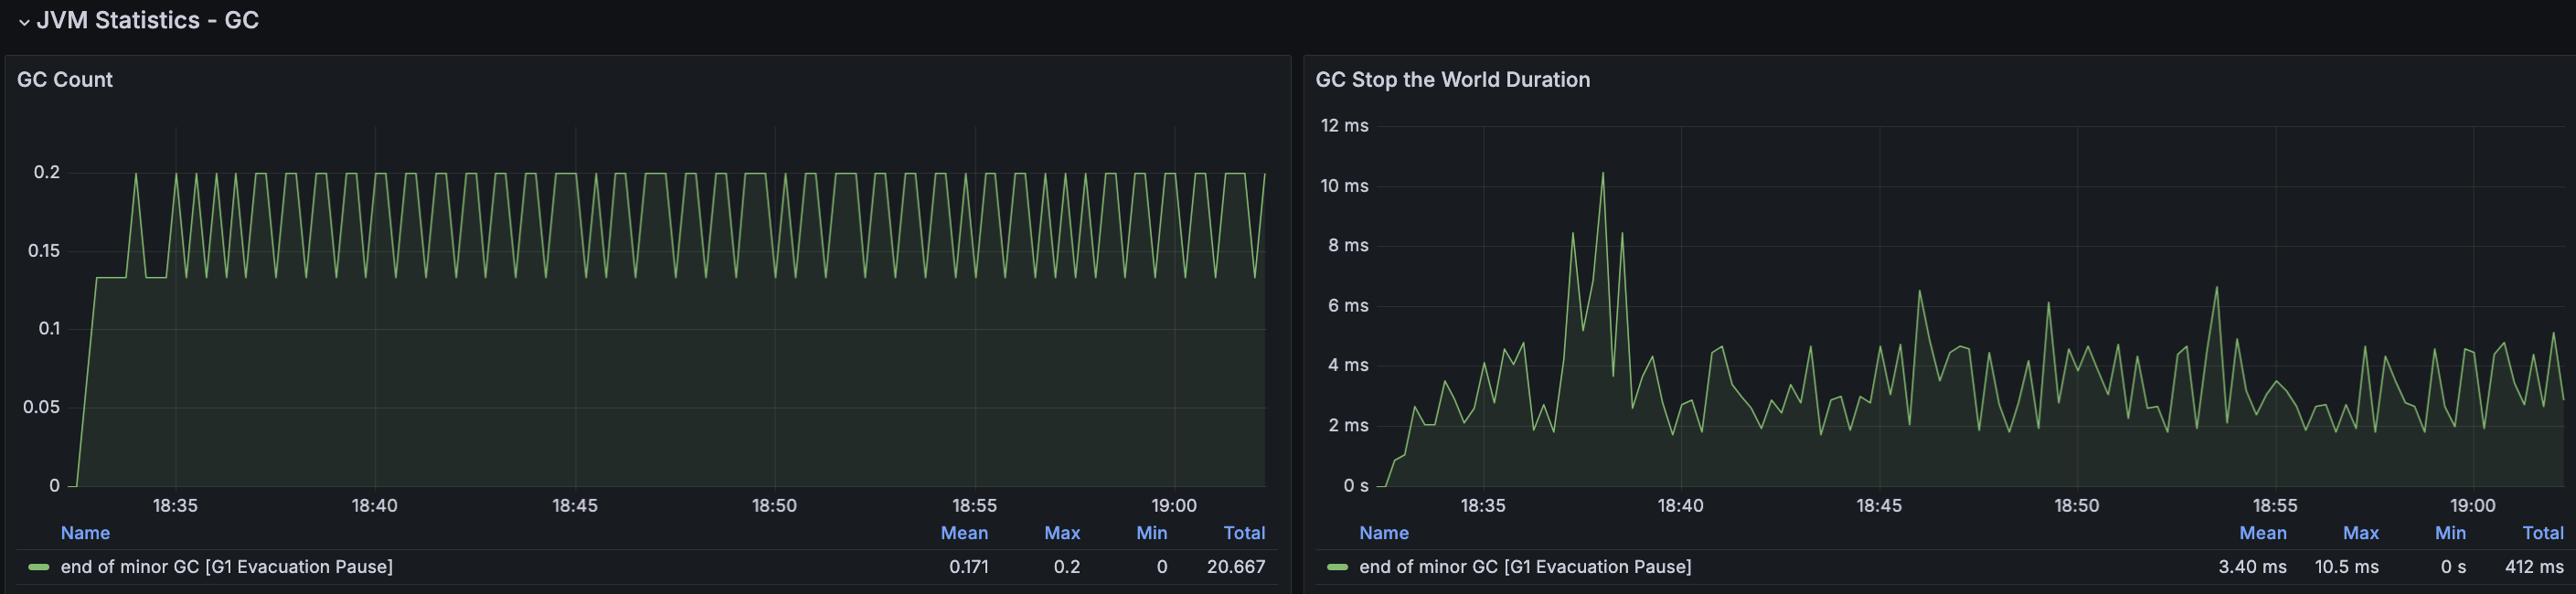 JVM Statistics - GC
GC Count
0.2
0.15
0.1
0.05
0
18:35 18:40 18:45 18:50 18:55 19:00
Name Mean Max Min Total
end of minor GC [G1 Evacuation Pause] 0.171 0.2 0 20.667
GC Stop the World Duration
12 ms
10 ms
8 ms
6 ms
4 ms
2 ms
0 s
18:35 18:40 18:45 18:50 18:55 19:00
Name Mean Max Min Total
end of minor GC [G1 Evacuation Pause] 3.40 ms 10.5 ms 0 s 412 ms